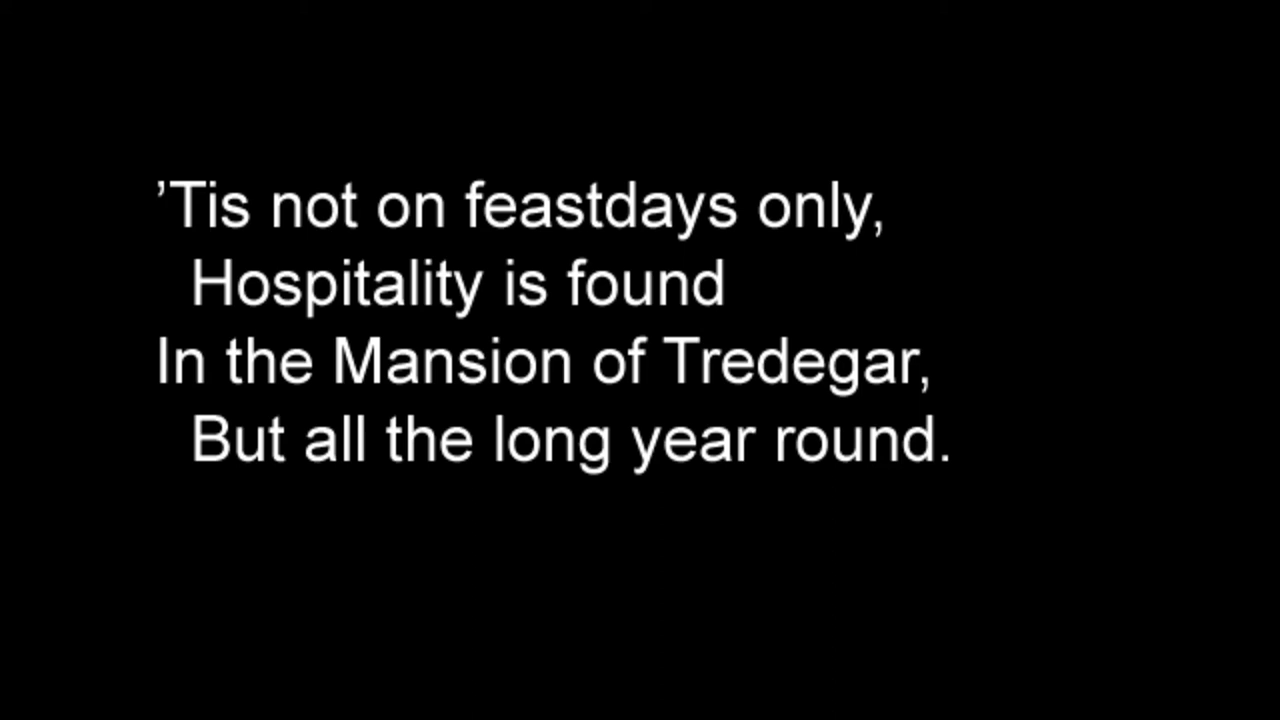 ’Tis not on feastdays only,
Hospitality is found
In the Mansion of Tredegar,
But all the long year round.